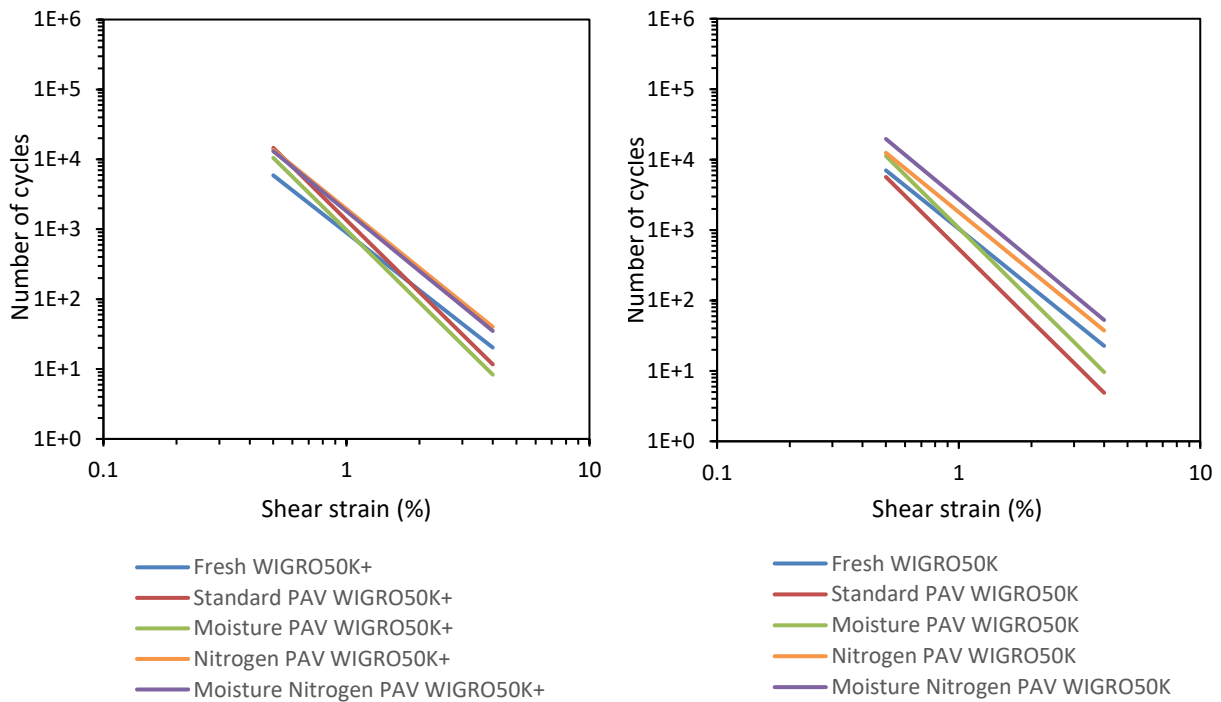 1E+6
1E+5
1E+4
1E+3
1E+2
1E+1
1E+0
Number of cycles
0.1
1
10
Shear strain (%)
Fresh WIGRO50K+
Standard PAV WIGRO50K+
Moisture PAV WIGRO50K+
Nitrogen PAV WIGRO50K+
Moisture Nitrogen PAV WIGRO50K+
1E+6
1E+5
1E+4
1E+3
1E+2
1E+1
1E+0
Number of cycles
0.1
1
10
Shear strain (%)
Fresh WIGRO50K
Standard PAV WIGRO50K
Moisture PAV WIGRO50K
Nitrogen PAV WIGRO50K
Moisture Nitrogen PAV WIGRO50K